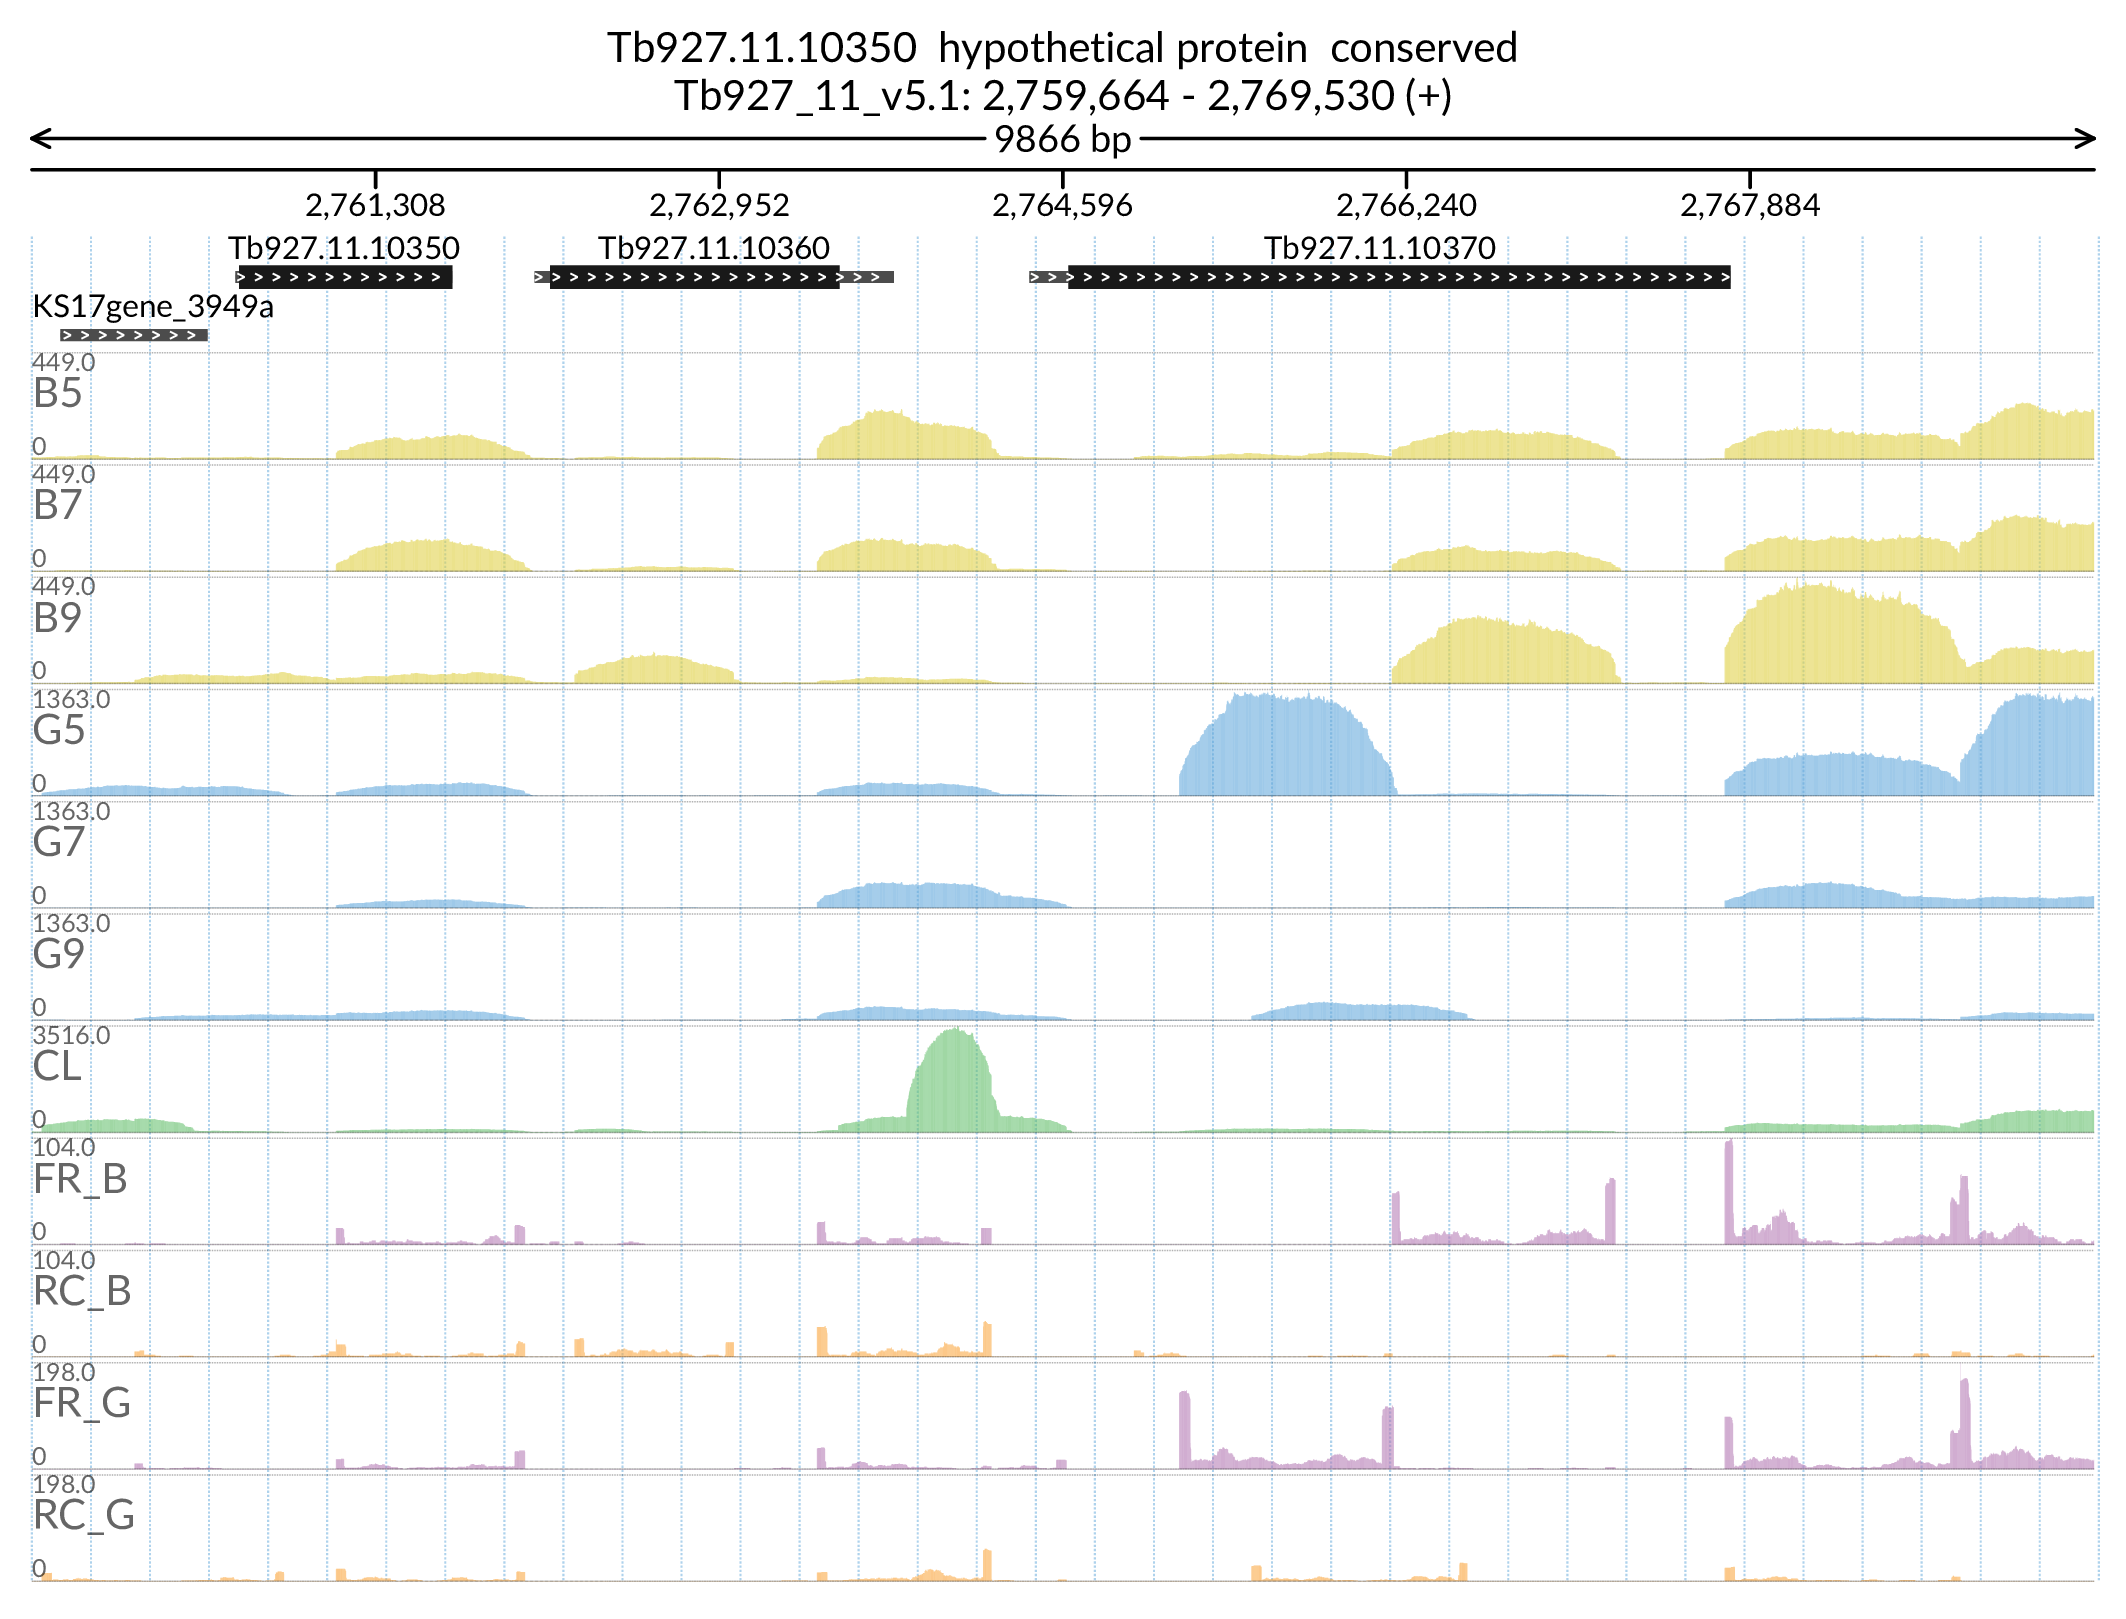 Tb927.11.10350  hypothetical protein  conserved
Tb927_11_v5.1: 2,759,664 - 2,769,530 (+)
9866 bp
2,761,308 2,762,952 2,764,596 2,766,240 2,767,884
Tb927.11.10350 Tb927.11.10360 Tb927.11.10370
KS17gene_3949a
449.0
B5
0
449.0
B7
0
449.0
B9
0
1363.0
G5
0
1363.0
G7
0
1363.0
G9
0
3516.0
CL
0
104.0
FR_B
0
104.0
RC_B
0
198.0
FR_G
0
198.0
RC_G
0